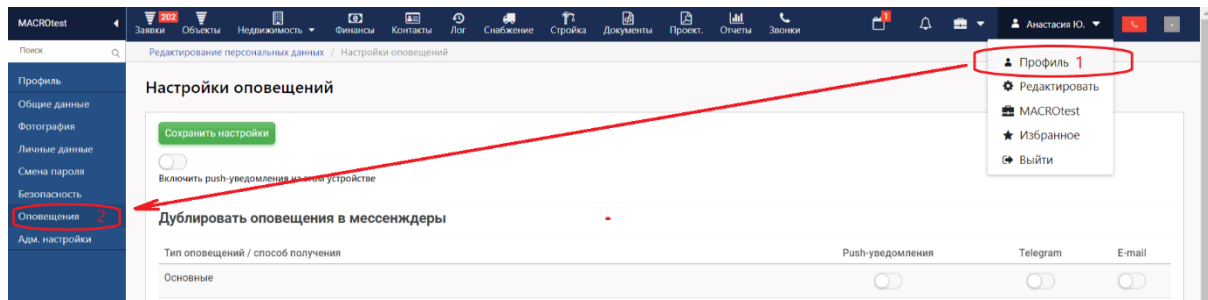 MACROtest
202
Заявки Объекты Недвижимость Финансы Контакты Лог Снабжение Стройка Документы Проект. Отчеты Звонки
1
Анастасия Ю.
Поиск
Редактирование персональных данных / Настройки оповещений
Профиль
Общие данные
Фотография
Личные данные
Смена пароля
Безопасность
Оповещения 2
Адм. настройки
Профиль 1
Редактировать
MACROtest
Избранное
Выйти
Настройки оповещений
Сохранить настройки
Включить push-уведомления на этом устройстве
Дублировать оповещения в мессенждеры
Тип оповещений / способ получения Push-уведомления Telegram E-mail
Основные